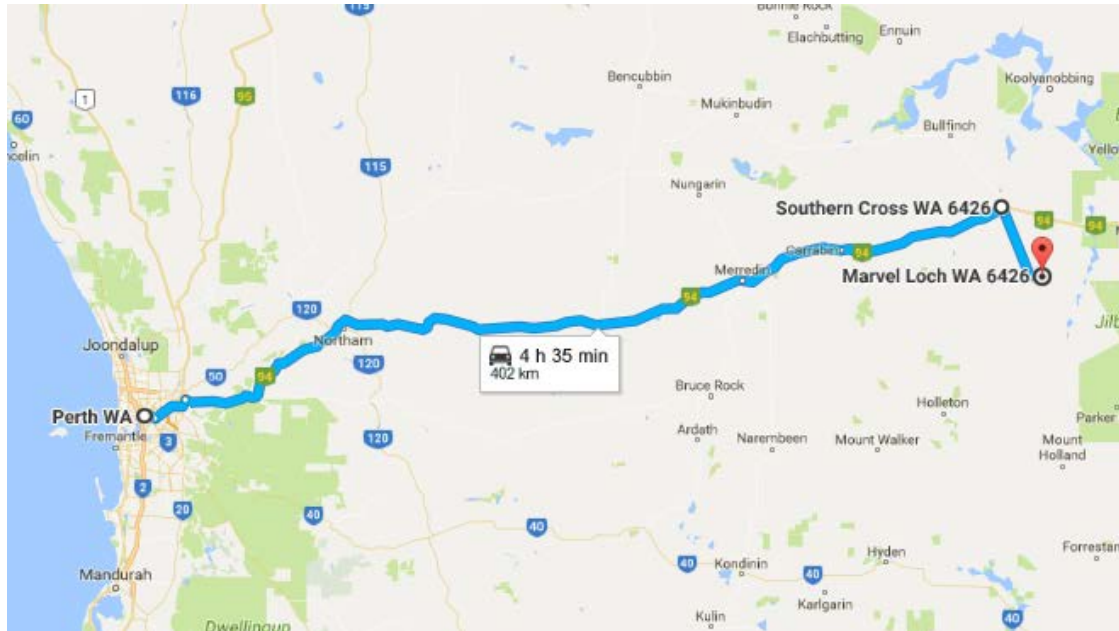 Bonnie Rock
Elachbutting
Ennuin
115
1
116
95
Bencubbin
Koolyanobbing
60
Mukinbudin
Bullfinch
115
Nungarin
Southern Cross WA 6426
94
94
94
Merredin
Marvel Loch WA 6426
94
120
Northam
Joondalup
4 h 35 min
402 km
50
94
120
Bruce Rock
Holleton
Perth WA
Parker
Fremantle
3
120
Ardath
Narembeen
Mount Walker
Mount
Holland
2
20
40
40
Hyden
Forrestan
Mandurah
40
Kondinin
40
Karlgarin
Kulin
40
Dwellingup